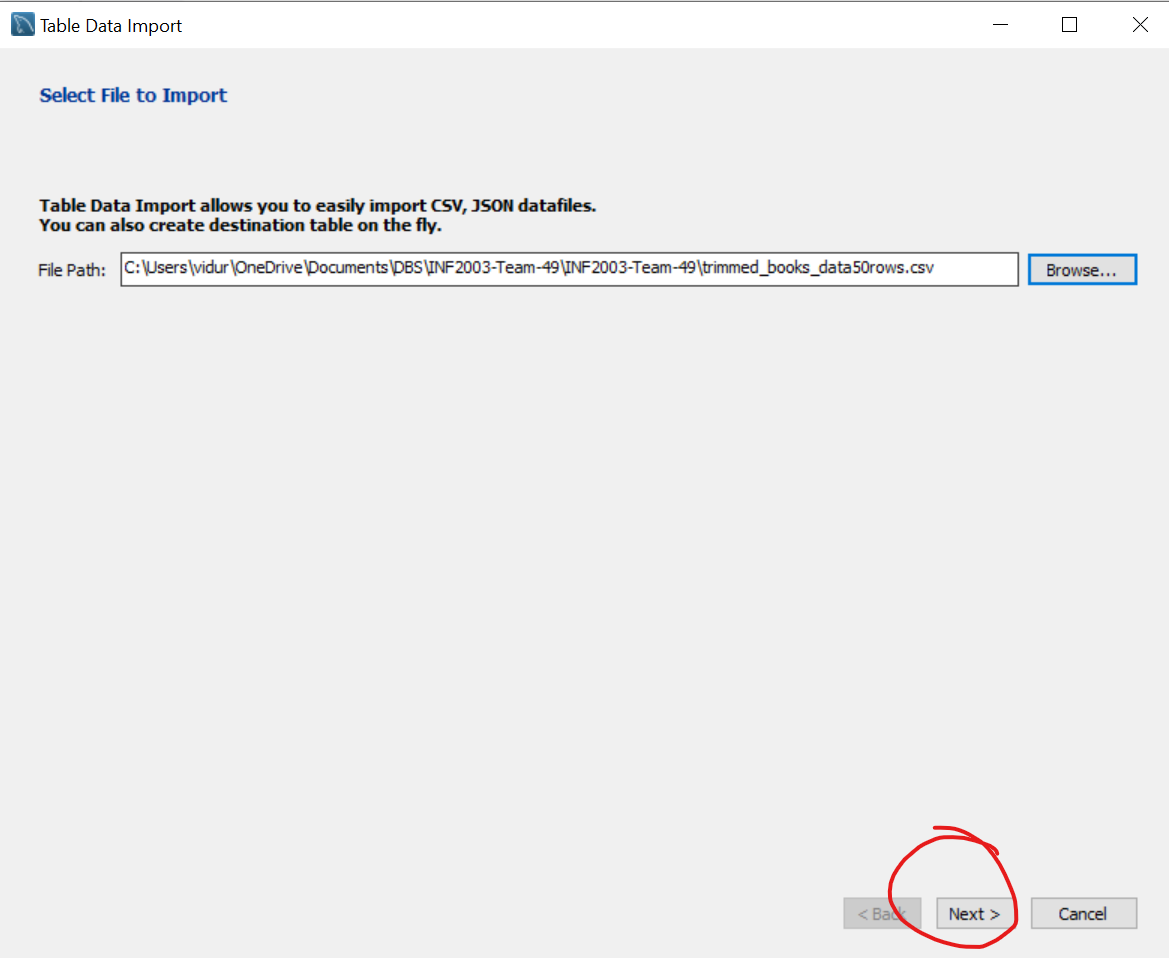 Table Data Import
Select File to Import
Table Data Import allows you to easily import CSV, JSON datafiles.
You can also create destination table on the fly.
File Path: C:\Users\vidur\OneDrive\Documents\DBS\INF2003-Team-49\INF2003-Team-49\trimmed_books_data50rows.csv Browse...
< Back Next > Cancel